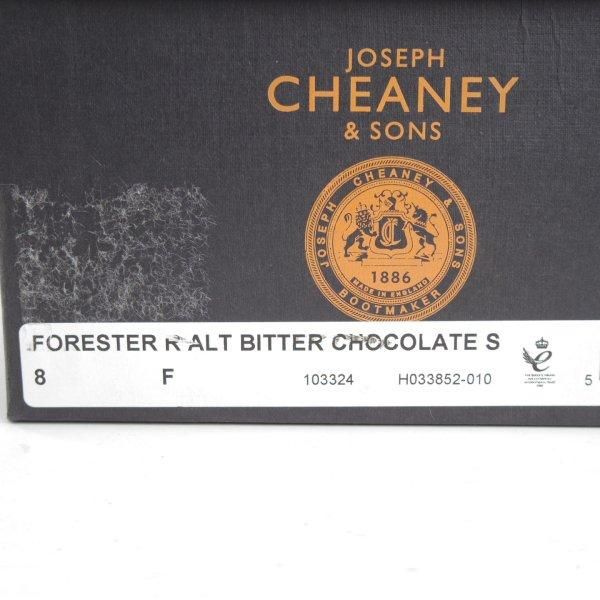 JOSEPH
CHEANEY
& SONS
JOSEPH CHEANEY & SONS
1886
MADE IN ENGLAND
BOOTMAKER
FORESTER R ALT BITTER CHOCOLATE S
8 F 103324 H033852-010 5